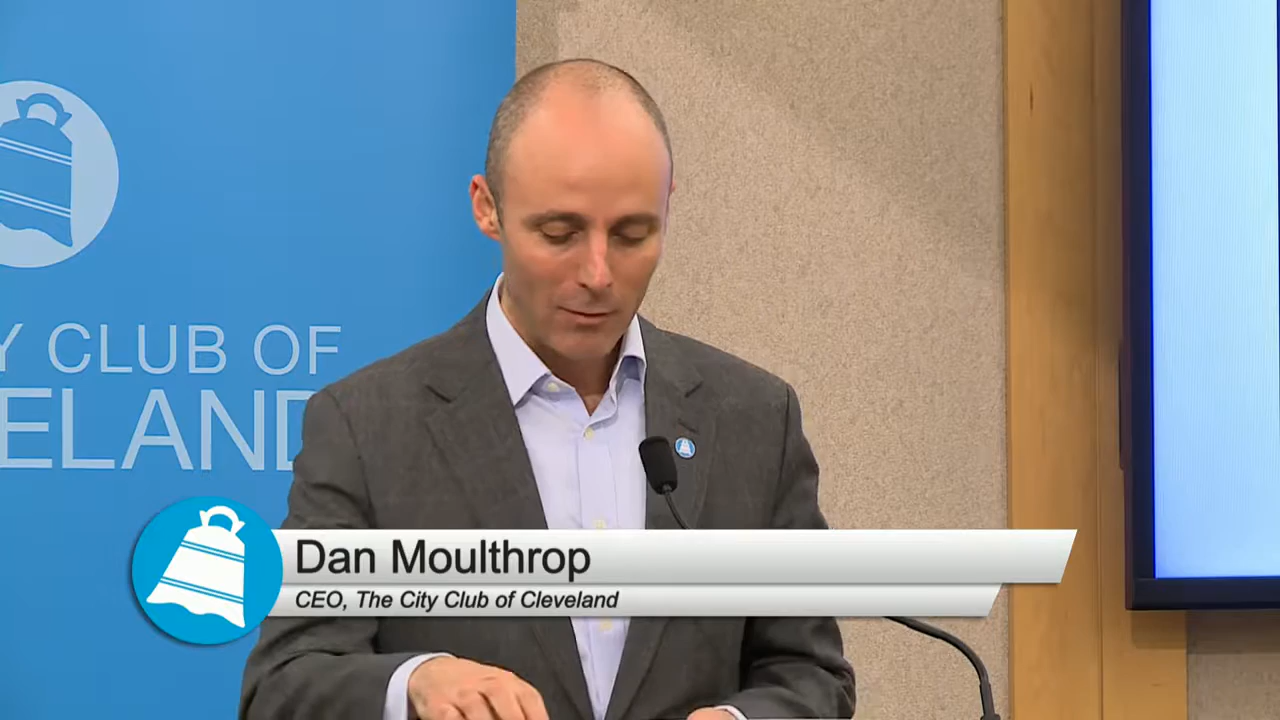 Y CLUB OF
ELAND
Dan Moulthrop
CEO, The City Club of Cleveland